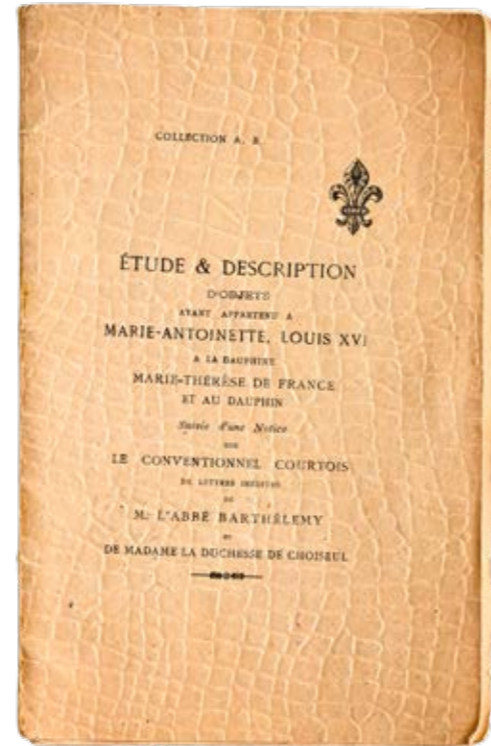 COLLECTION A. B.
ÉTUDE & DESCRIPTION
D'OBJETS
AYANT APPARTENU A
MARIE-ANTOINETTE, LOUIS XVI
A LA DAUPHINE
MARIE-THÉRÈSE DE FRANCE
ET AU DAUPHIN
Suivie d'une Notice
SUR
LE CONVENTIONNEL COURTOIS
DE LETTRES INÉDITES
DE
M. L'ABBÉ BARTHÉLEMY
ET
DE MADAME LA DUCHESSE DE CHOISEUL